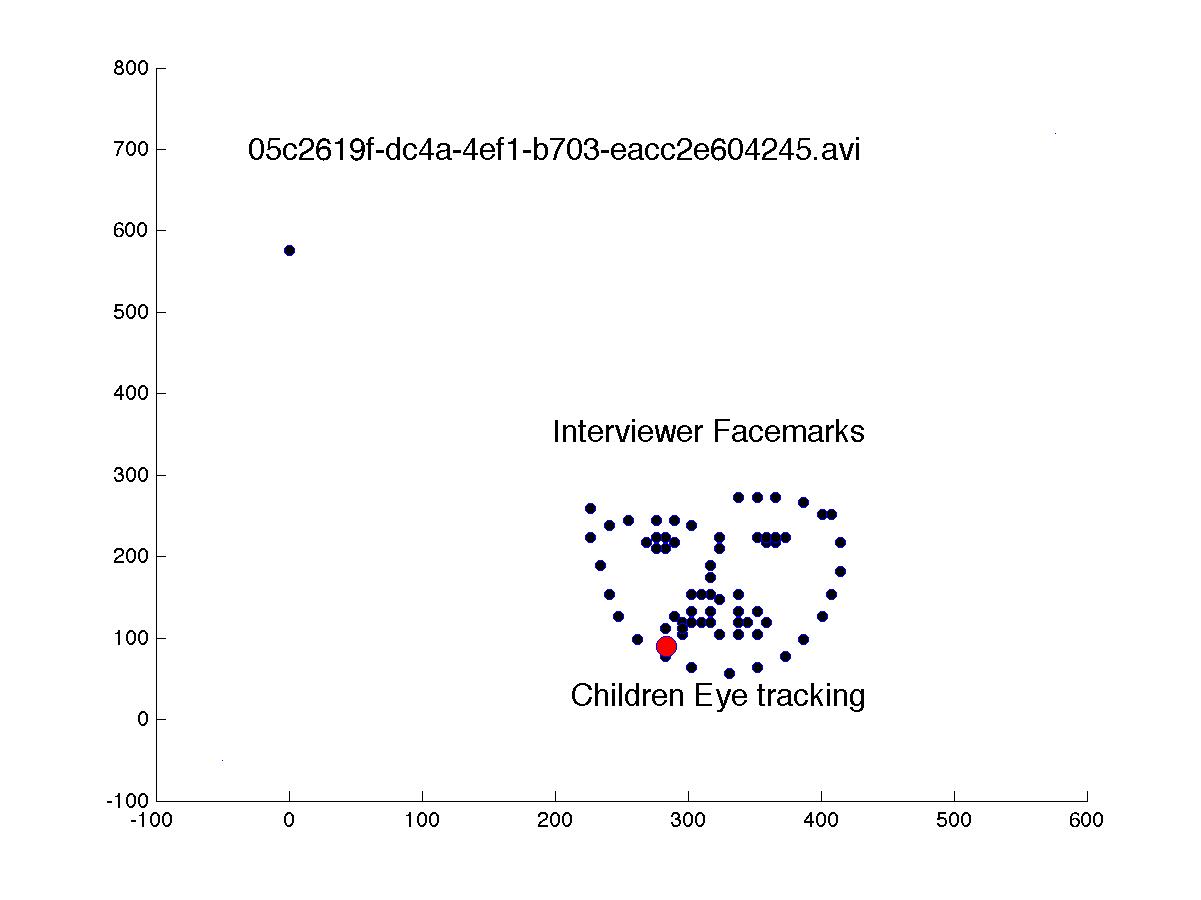 800
700
05c2619f-dc4a-4ef1-b703-eacc2e604245.avi
600
500
400
Interviewer Facemarks
300
200
100
Children Eye tracking
0
-100
-100 0 100 200 300 400 500 600